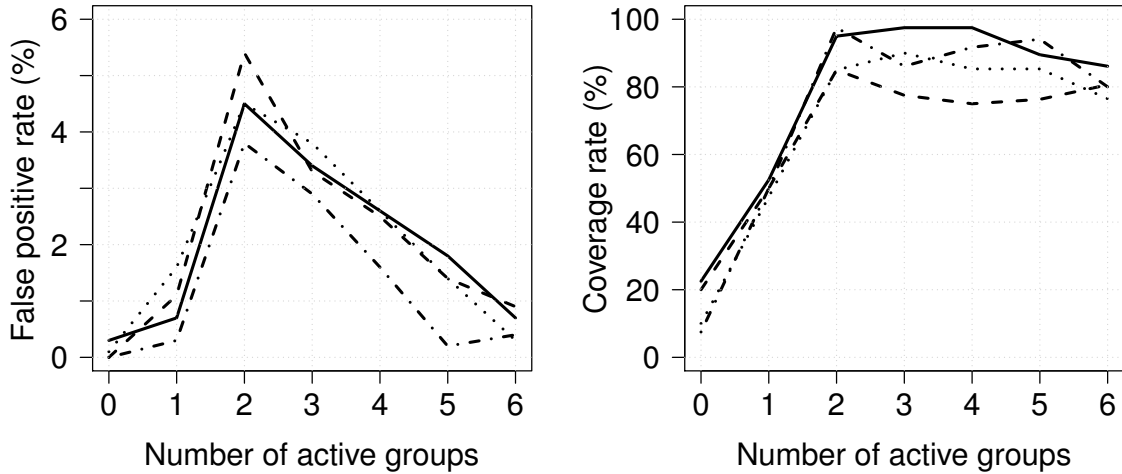 False positive rate (%)
6
4
2
0
0 1 2 3 4 5 6
Number of active groups
Coverage rate (%)
100
80
60
40
20
0
0 1 2 3 4 5 6
Number of active groups